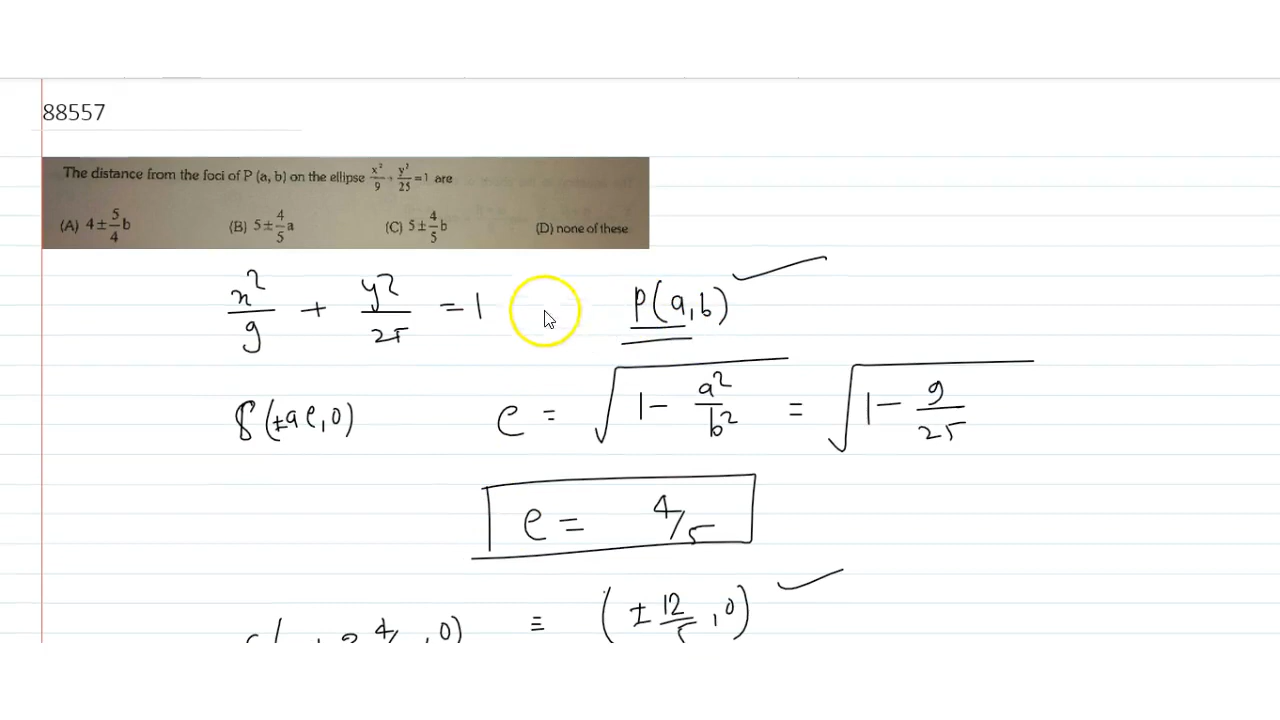 88557
The distance from the foci of P (a, b) on the ellipse x²/9 + y²/25 = 1 are
(A) 4 ± 5/4 b (B) 5 ± 4/5 a (C) 5 ± 4/5 b (D) none of these
x²/9 + y²/25 = 1 P(a,b)
(±ae,0) e = √(1 - a²/b²) = √(1 - 9/25)
e = 4/5
,0) ≡ (±12/5, 0)